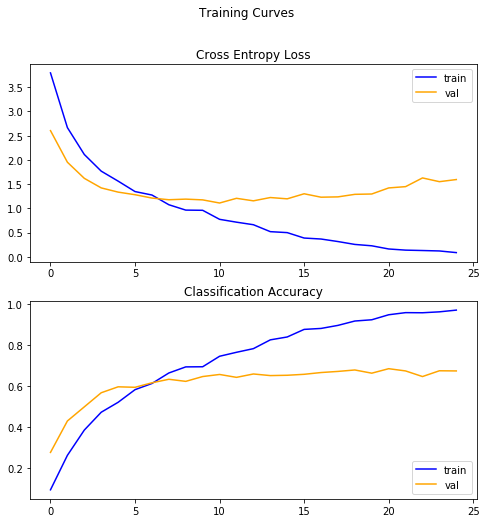 Training Curves
Cross Entropy Loss
train
val
3.5
3.0
2.5
2.0
1.5
1.0
0.5
0.0
0 5 10 15 20 25
Classification Accuracy
1.0
0.8
0.6
0.4
0.2
train
val
0 5 10 15 20 25